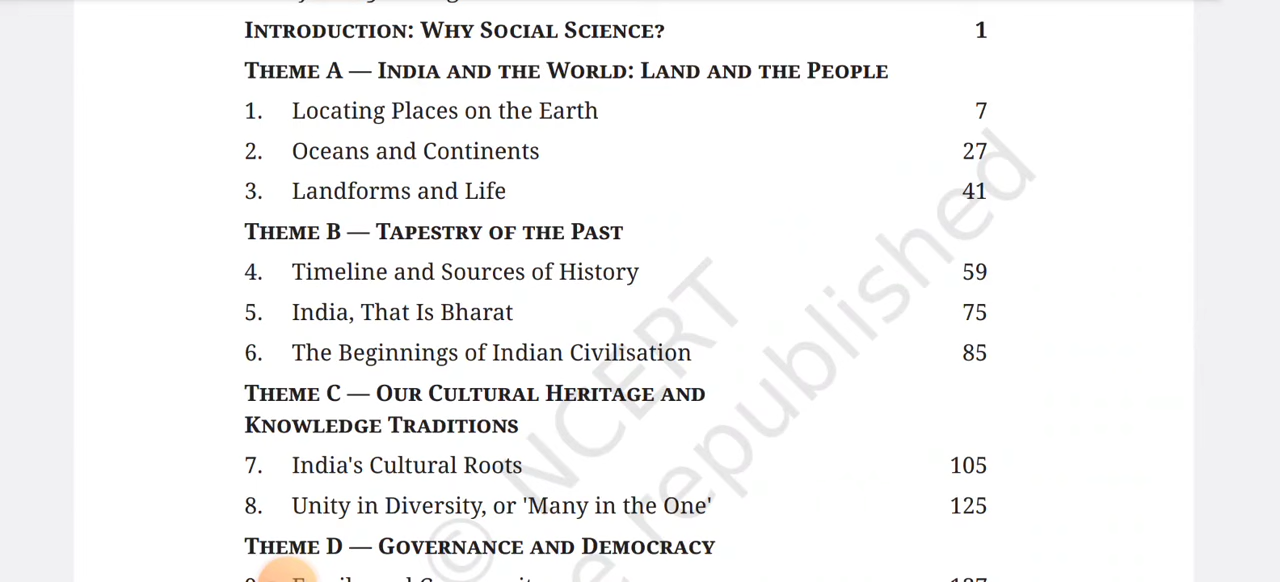 INTRODUCTION: WHY SOCIAL SCIENCE? 1
THEME A — INDIA AND THE WORLD: LAND AND THE PEOPLE
1. Locating Places on the Earth 7
2. Oceans and Continents 27
3. Landforms and Life 41
THEME B — TAPESTRY OF THE PAST
4. Timeline and Sources of History 59
5. India, That Is Bharat 75
6. The Beginnings of Indian Civilisation 85
THEME C — OUR CULTURAL HERITAGE AND
KNOWLEDGE TRADITIONS
7. India's Cultural Roots 105
8. Unity in Diversity, or 'Many in the One' 125
THEME D — GOVERNANCE AND DEMOCRACY
© NCERT
republished